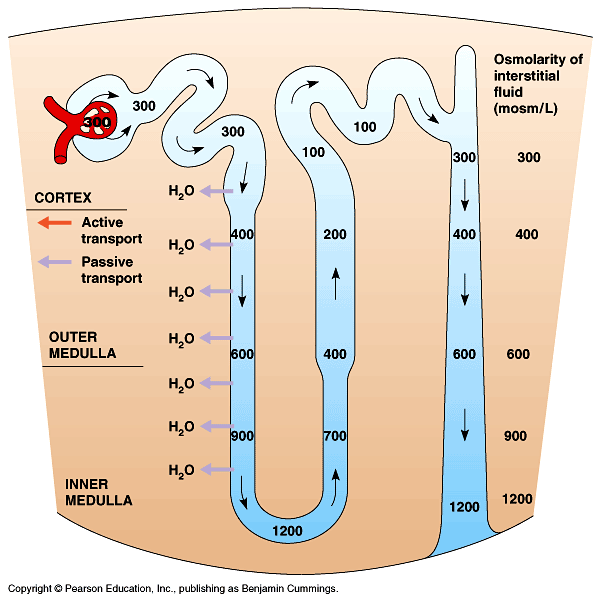 Osmolarity of
interstitial
fluid
(mosm/L)
300
300
300
100
100
300
300
H2O
CORTEX
Active
transport
Passive
transport
H2O
400
200
400
400
H2O
OUTER
MEDULLA
H2O
600
400
600
600
H2O
H2O
900
700
900
H2O
INNER
MEDULLA
1200
1200
1200
Copyright © Pearson Education, Inc., publishing as Benjamin Cummings.